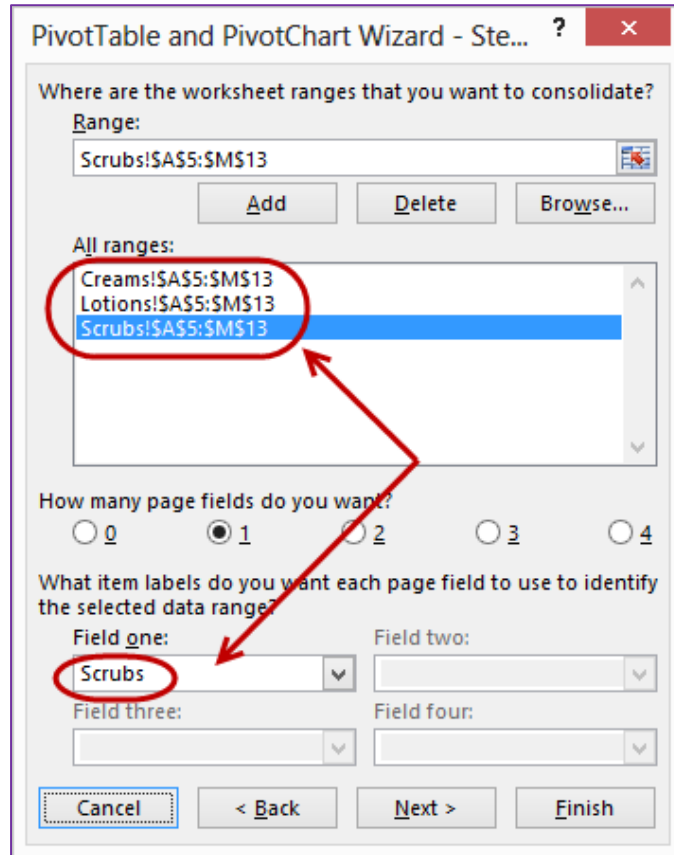 PivotTable and PivotChart Wizard - Ste... ? ×
Where are the worksheet ranges that you want to consolidate?
Range:
Scrubs!$A$5:$M$13
Add Delete Browse...
All ranges:
Creams!$A$5:$M$13
Lotions!$A$5:$M$13
Scrubs!$A$5:$M$13
How many page fields do you want?
0 1 2 3 4
What item labels do you want each page field to use to identify
the selected data range?
Field one: Field two:
Scrubs
Field three: Field four:
Cancel < Back Next > Finish